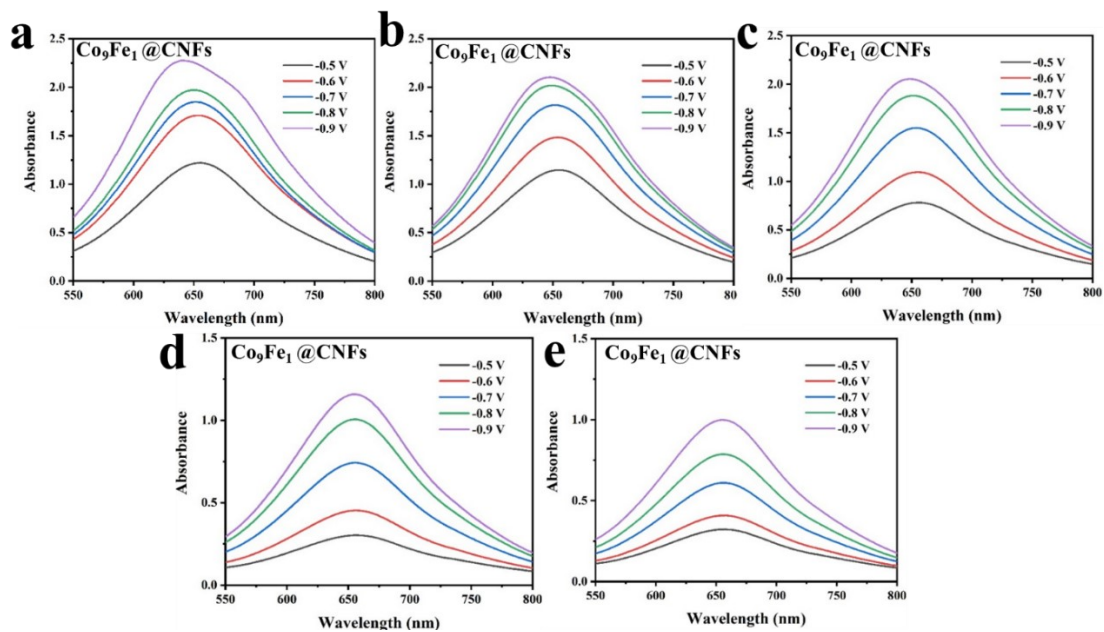 a
Co₉Fe₁ @CNFs
-0.5 V
-0.6 V
-0.7 V
-0.8 V
-0.9 V
2.5
2.0
1.5
1.0
0.5
0.0
Absorbance
550 600 650 700 750 800
Wavelength (nm)
b
Co₉Fe₁ @CNFs
-0.5 V
-0.6 V
-0.7 V
-0.8 V
-0.9 V
2.5
2.0
1.5
1.0
0.5
0.0
Absorbance
550 600 650 700 750 80
Wavelength (nm)
c
Co₉Fe₁ @CNFs
-0.5 V
-0.6 V
-0.7 V
-0.8 V
-0.9 V
2.5
2.0
1.5
1.0
0.5
0.0
Absorbance
550 600 650 700 750 800
Wavelength (nm)
d
Co₉Fe₁ @CNFs
-0.5 V
-0.6 V
-0.7 V
-0.8 V
-0.9 V
1.5
1.0
0.5
0.0
Absorbance
550 600 650 700 750 800
Wavelength (nm)
e
Co₉Fe₁ @CNFs
-0.5 V
-0.6 V
-0.7 V
-0.8 V
-0.9 V
1.5
1.0
0.5
0.0
Absorbance
550 600 650 700 750 800
Wavelength (nm)